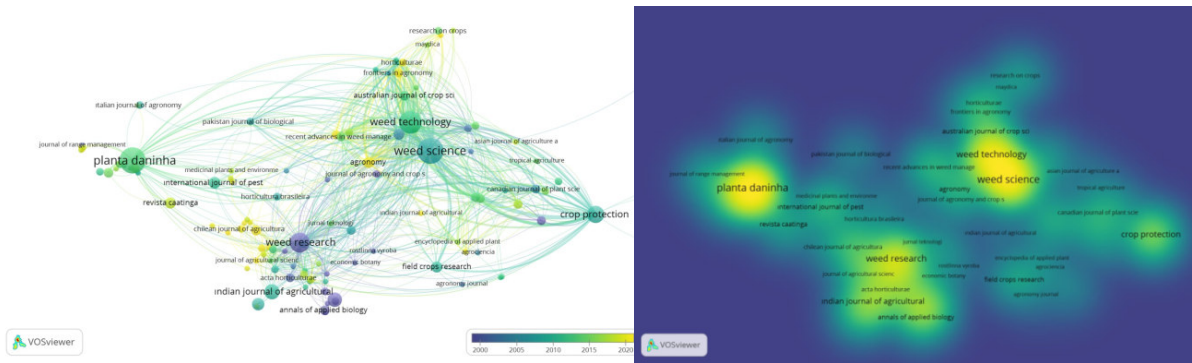 research on crops
maydica
horticulturae
frontiers in agronomy
australian journal of crop sci
italian journal of agronomy
pakistan journal of biological
weed technology
recent advances in weed manage
asian journal of agriculture a
journal of range management
weed science
planta daninha
agronomy
tropical agriculture
medicinal plants and environme
journal of agronomy and crop s
international journal of pest
canadian journal of plant scie
horticultura brasileira
revista caatinga
indian journal of agricultural
crop protection
jurnal teknologi
chilean journal of agricultura
weed research
encyclopedia of applied plant
rostlinna vyroba
agrociencia
journal of agricultural scienc
economic botany
field crops research
acta horticulturae
agronomy journal
indian journal of agricultural
annals of applied biology
VOSviewer
2000 2005 2010 2015 2020
research on crops
maydica
horticulturae
frontiers in agronomy
australian journal of crop sci
italian journal of agronomy
pakistan journal of biological
weed technology
recent advances in weed manage
asian journal of agriculture a
journal of range management
weed science
planta daninha
agronomy
tropical agriculture
medicinal plants and environme
journal of agronomy and crop s
international journal of pest
canadian journal of plant scie
horticultura brasileira
revista caatinga
indian journal of agricultural
crop protection
jurnal teknologi
chilean journal of agricultura
weed research
encyclopedia of applied plant
rostlinna vyroba
agrociencia
journal of agricultural scienc
economic botany
field crops research
acta horticulturae
agronomy journal
indian journal of agricultural
annals of applied biology
VOSviewer